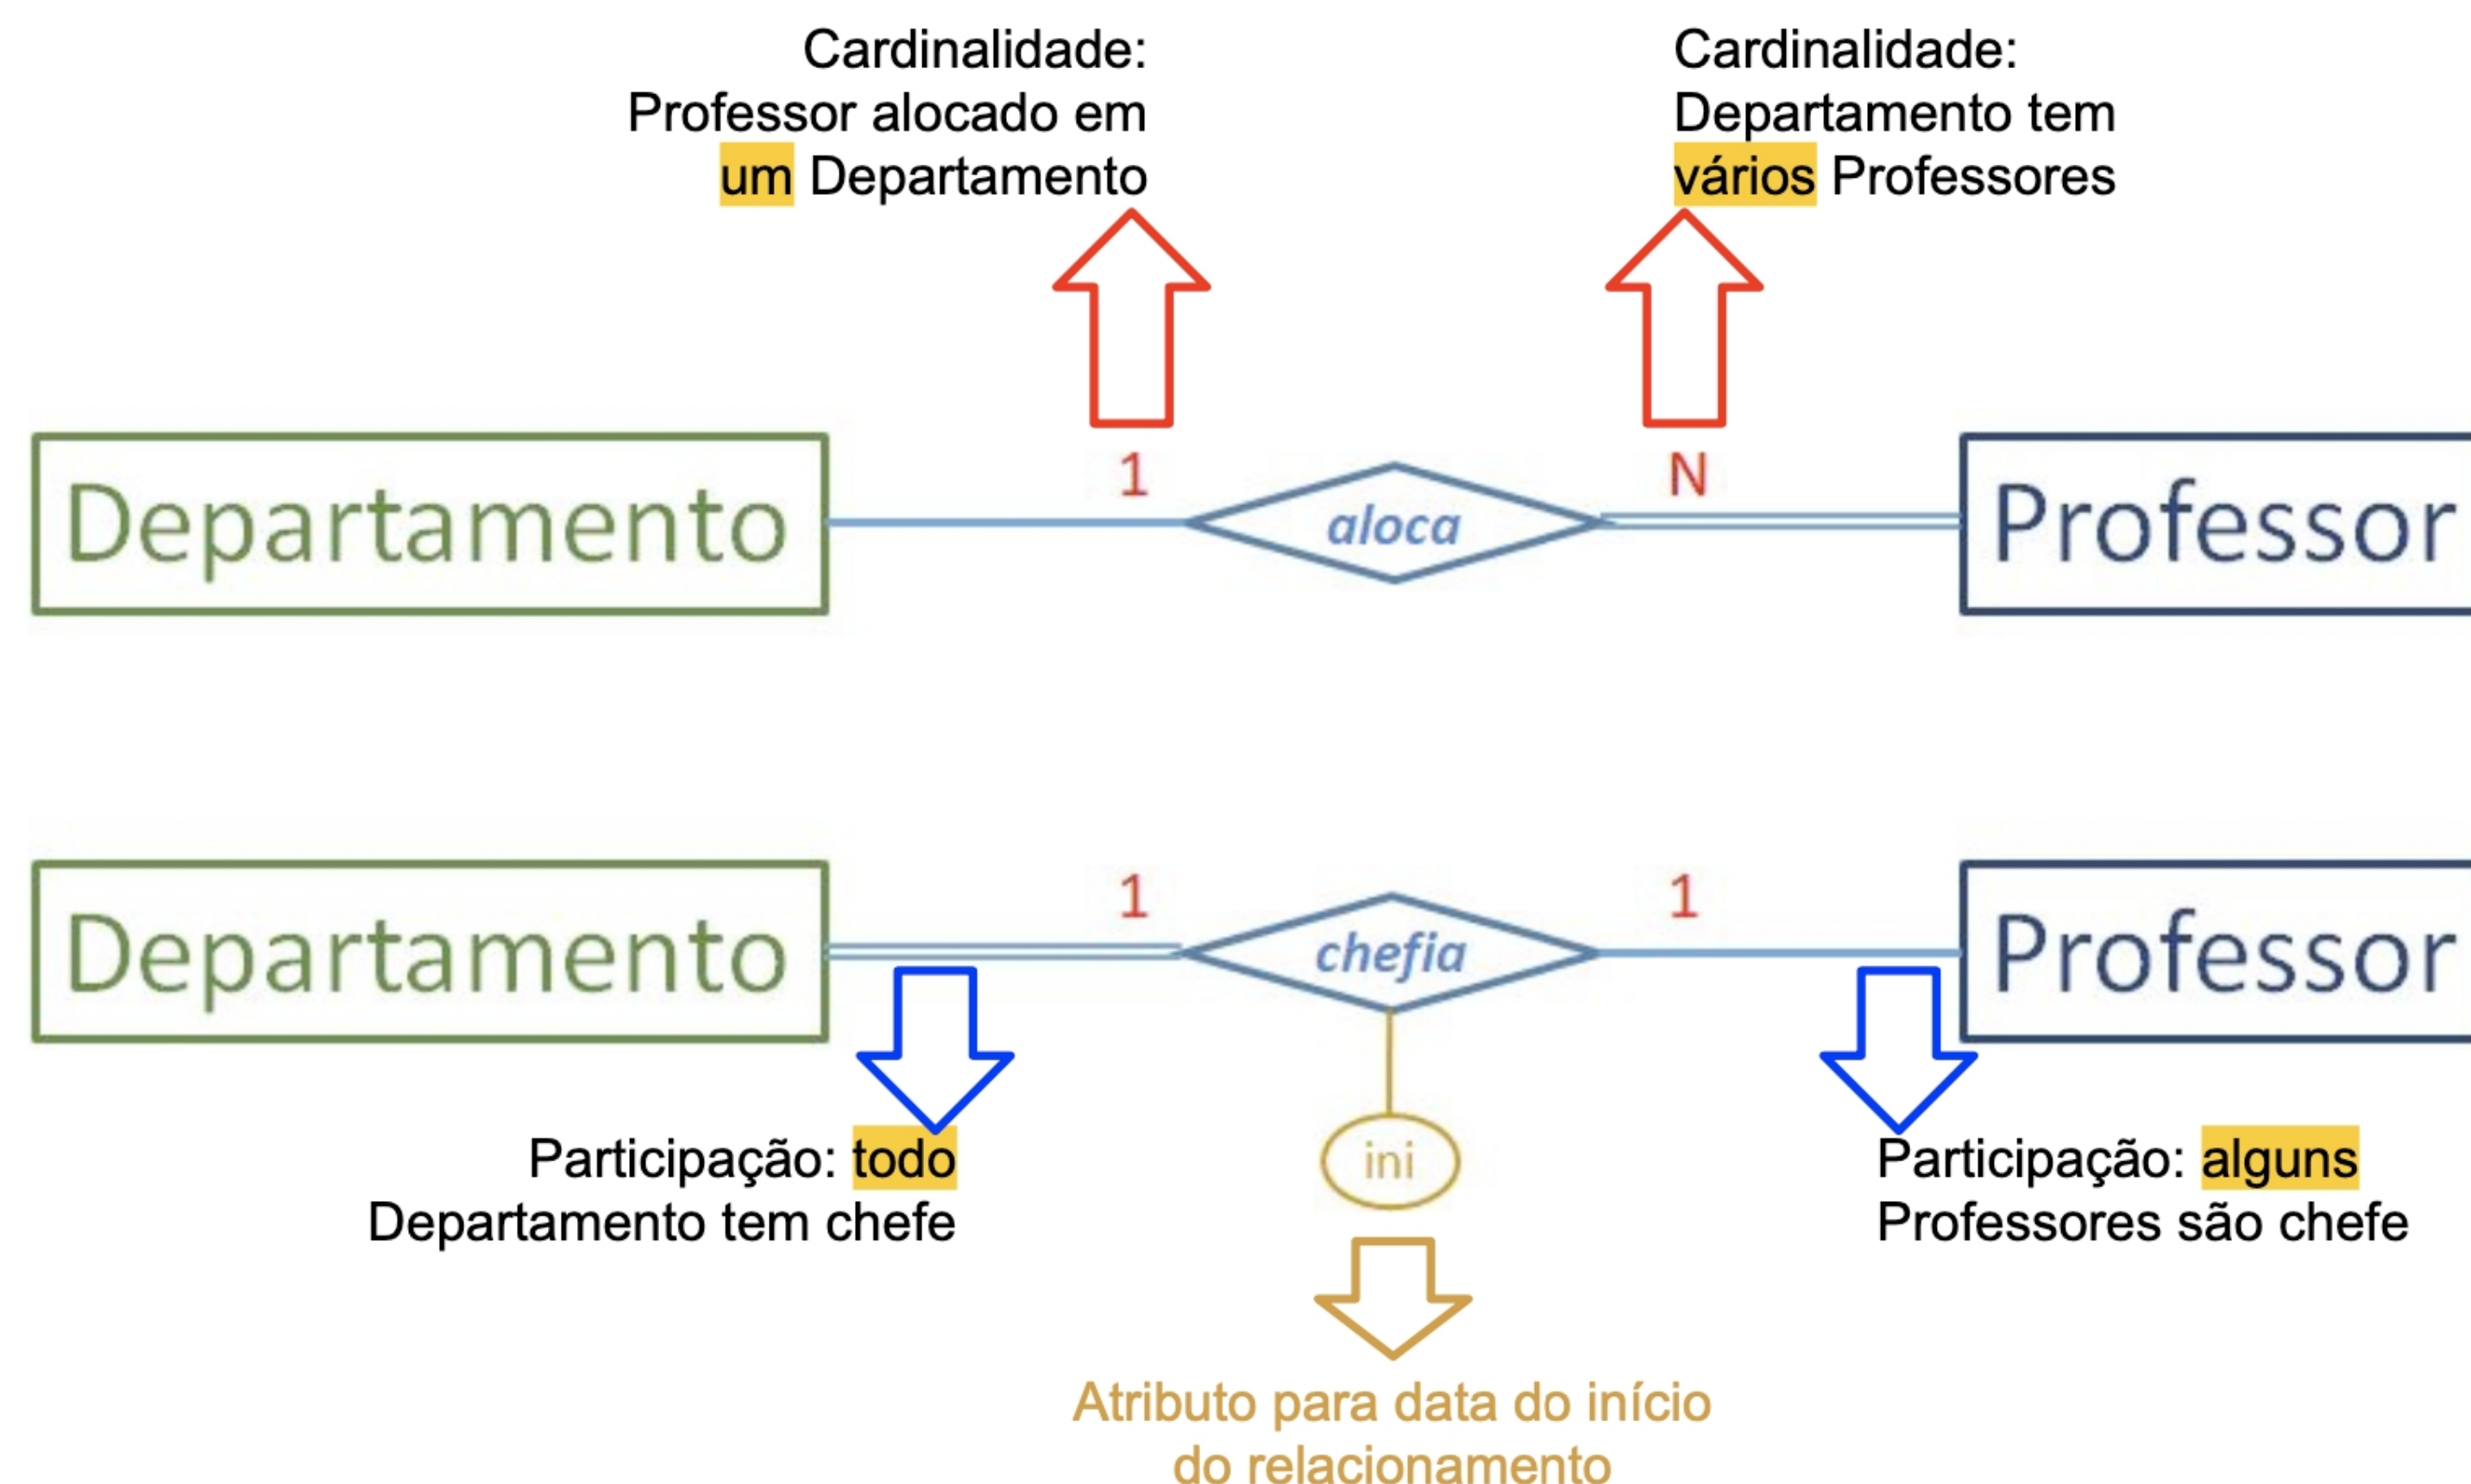 Cardinalidade:
Professor alocado em
um Departamento
Cardinalidade:
Departamento tem
vários Professores
1
N
Departamento
aloca
Professor
1
1
Departamento
chefia
Professor
Participação: todo
Departamento tem chefe
ini
Participação: alguns
Professores são chefe
Atributo para data do início
do relacionamento